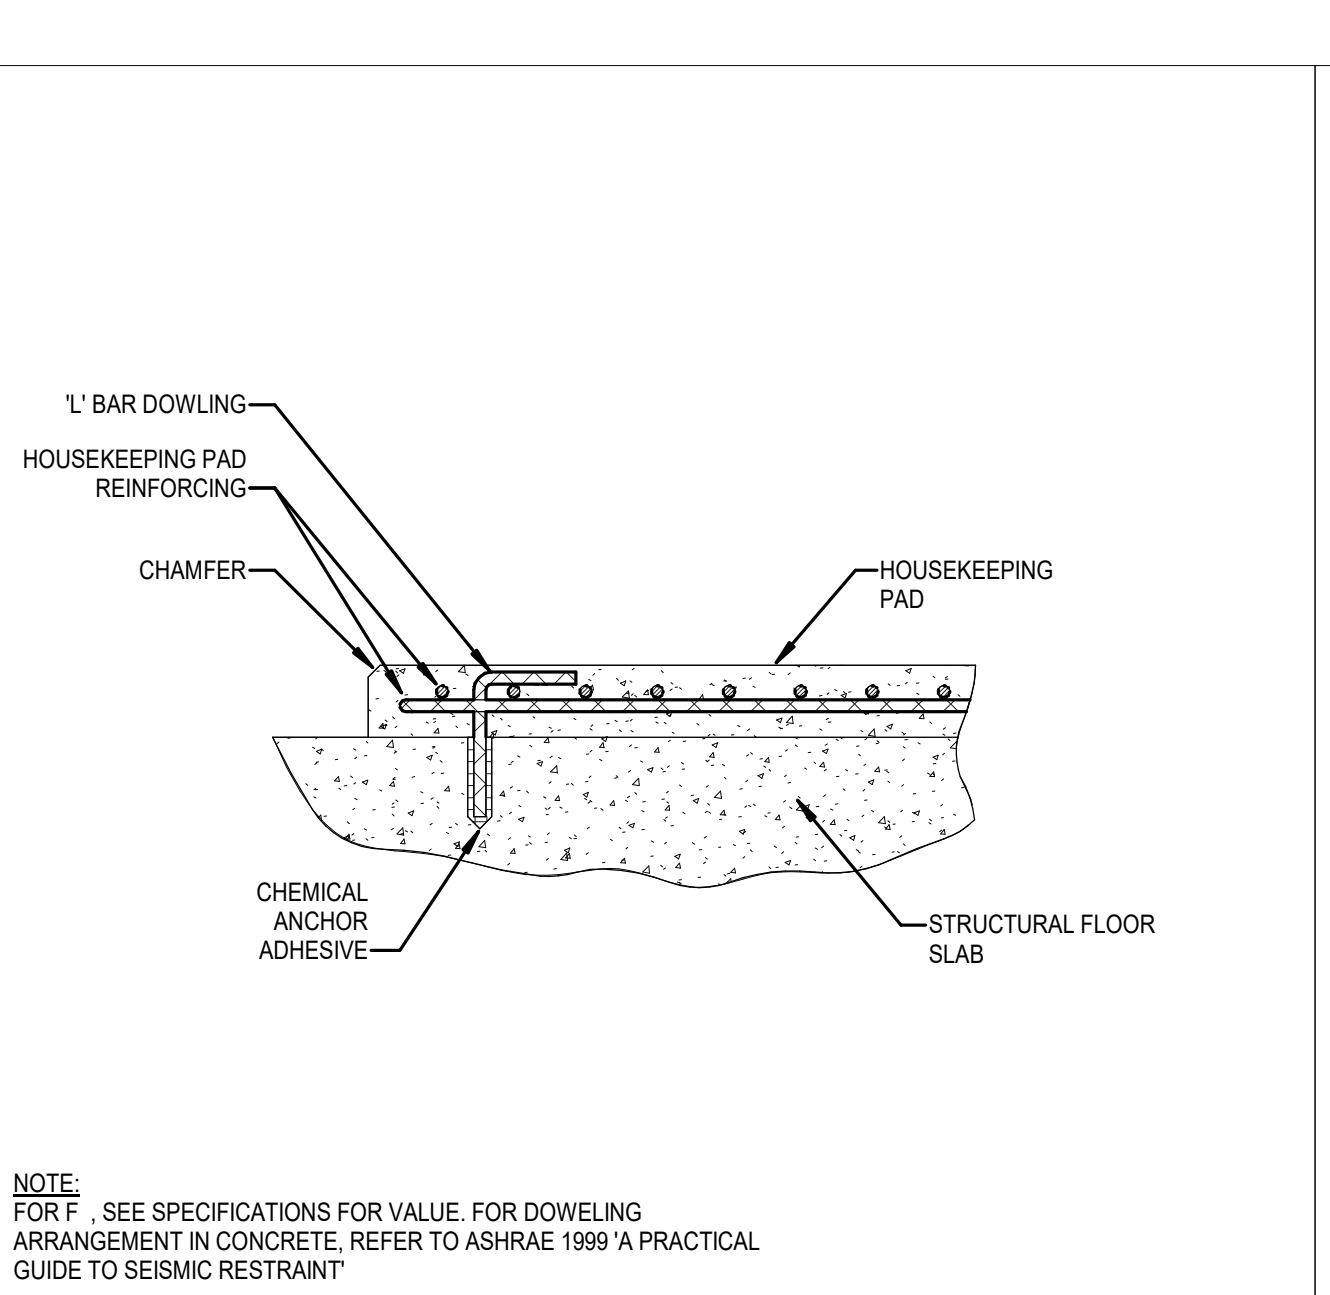 'L' BAR DOWLING
HOUSEKEEPING PAD
REINFORCING
CHAMFER
HOUSEKEEPING
PAD
CHEMICAL
ANCHOR
ADHESIVE
STRUCTURAL FLOOR
SLAB
NOTE:
FOR F , SEE SPECIFICATIONS FOR VALUE. FOR DOWELING
ARRANGEMENT IN CONCRETE, REFER TO ASHRAE 1999 'A PRACTICAL
GUIDE TO SEISMIC RESTRAINT'